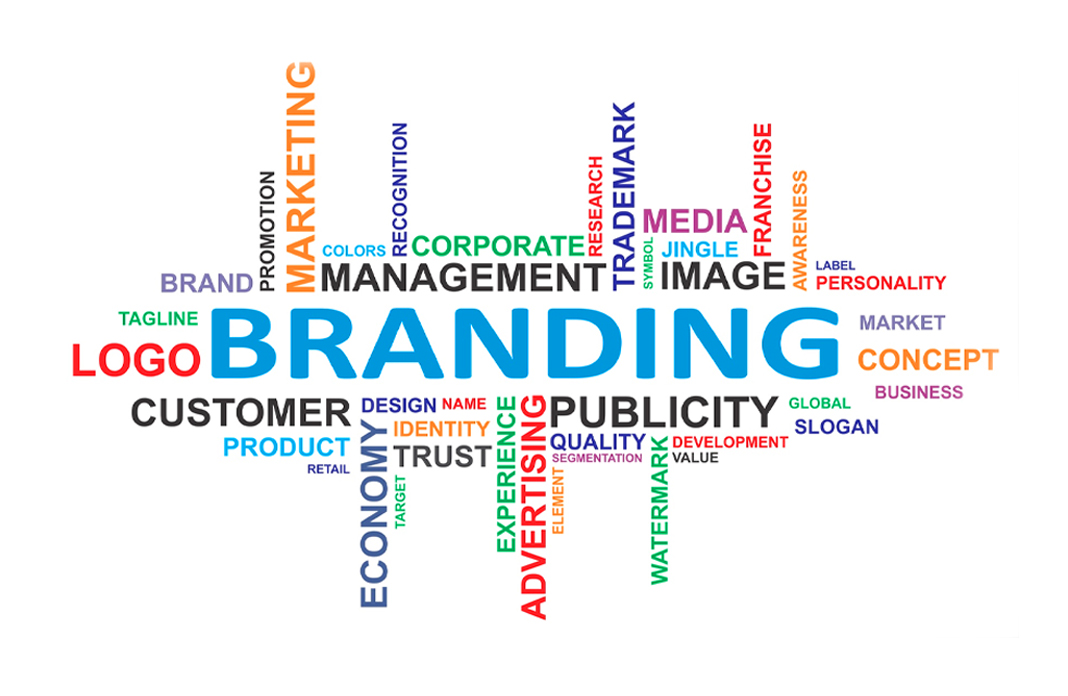 MARKETING
PROMOTION
RECOGNITION
TRADEMARK
RESEARCH
FRANCHISE
AWARENESS
MEDIA
COLORS
CORPORATE
SYMBOL
JINGLE
BRAND
MANAGEMENT
IMAGE
LABEL
PERSONALITY
TAGLINE
BRANDING
MARKET
LOGO
CONCEPT
BUSINESS
CUSTOMER
DESIGN
NAME
PUBLICITY
GLOBAL
SLOGAN
PRODUCT
IDENTITY
QUALITY
DEVELOPMENT
RETAIL
TRUST
SEGMENTATION
VALUE
ECONOMY
TARGET
EXPERIENCE
ADVERTISING
ELEMENT
WATERMARK